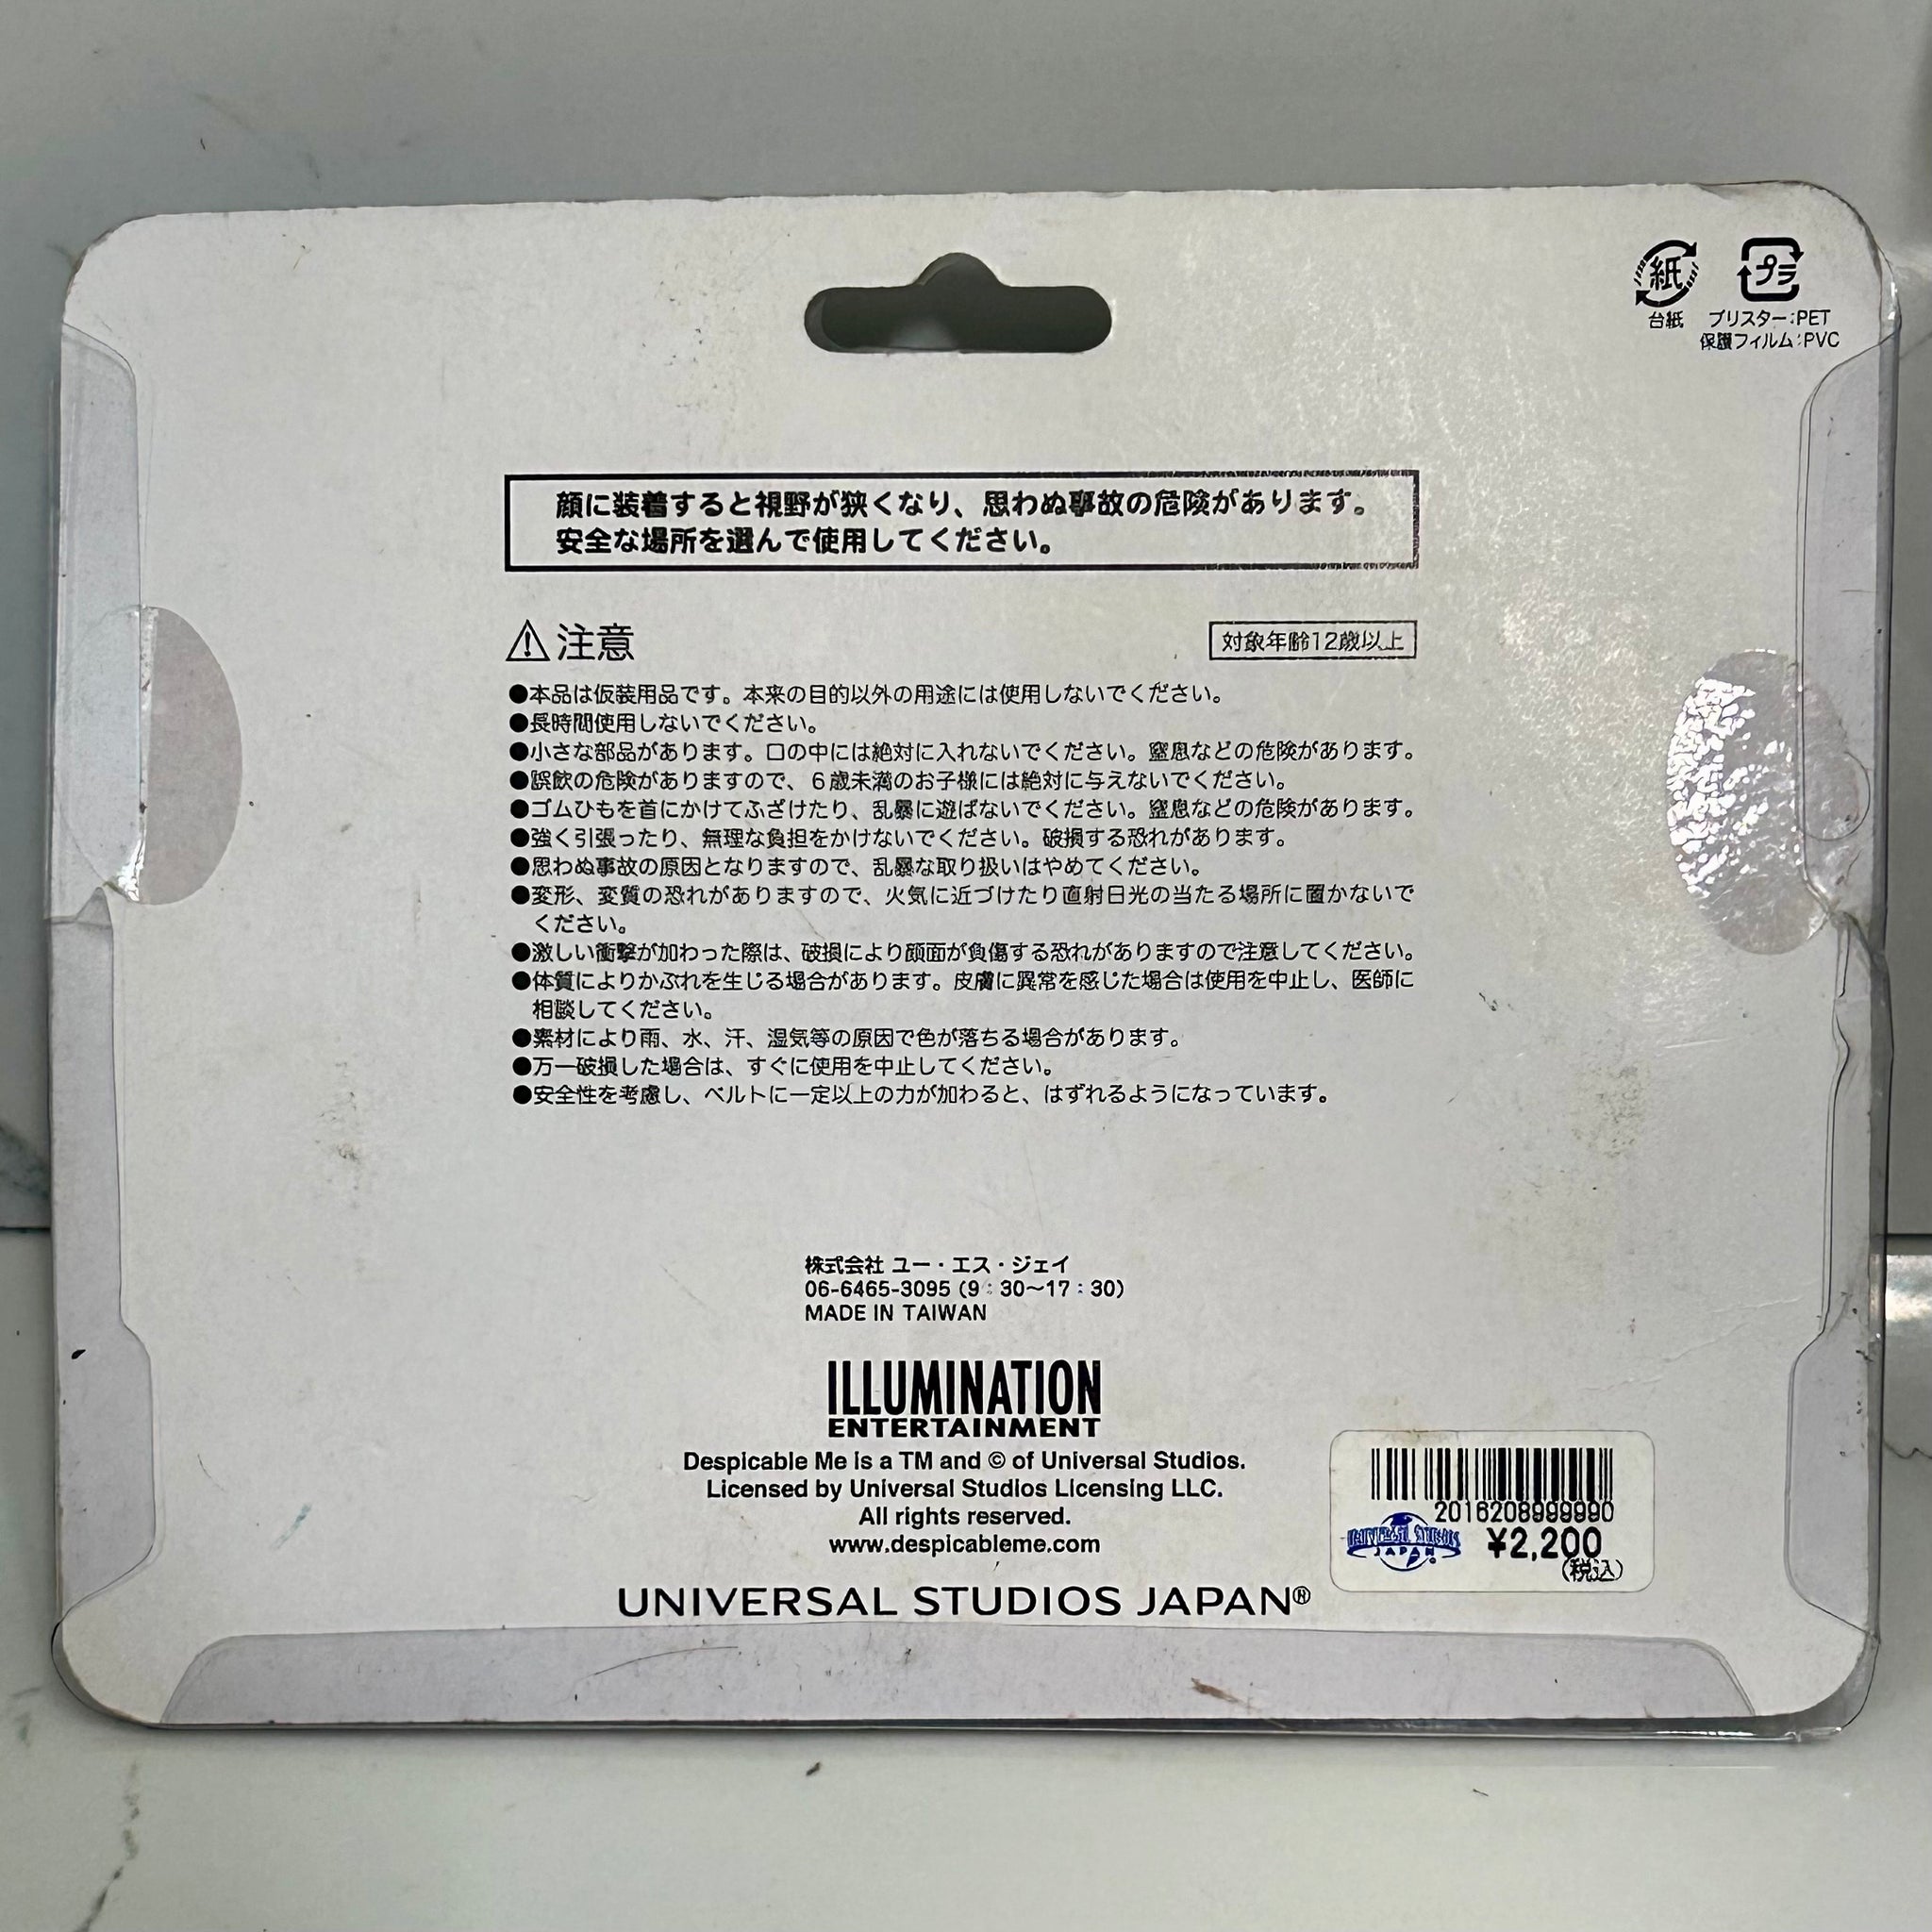 紙
プラ
台紙
ブリスター:PET
保護フィルム:PVC
顔に装着すると視野が狭くなり、思わぬ事故の危険があります。
安全な場所を選んで使用してください。
注意
対象年齢12歳以上
●本品は仮装用品です。本来の目的以外の用途には使用しないでください。
●長時間使用しないでください。
●小さな部品があります。口の中には絶対に入れないでください。窒息などの危険があります。
●誤飲の危険がありますので、6歳未満のお子様には絶対に与えないでください。
●ゴムひもを首にかけてふざけたり、乱暴に遊ばないでください。窒息などの危険があります。
●強く引張ったり、無理な負担をかけないでください。破損する恐れがあります。
●思わぬ事故の原因となりますので、乱暴な取り扱いはやめてください。
●変形、変質の恐れがありますので、火気に近づけたり直射日光の当たる場所に置かないで
ください。
●激しい衝撃が加わった際は、破損により顔面が負傷する恐れがありますので注意してください。
●体質によりかぶれを生じる場合があります。皮膚に異常を感じた場合は使用を中止し、医師に
相談してください。
●素材により雨、水、汗、湿気等の原因で色が落ちる場合があります。
●万一破損した場合は、すぐに使用を中止してください。
●安全性を考慮し、ベルトに一定以上の力が加わると、はずれるようになっています。
株式会社 ユー・エス・ジェイ
06-6465-3095 (9:30~17:30)
MADE IN TAIWAN
ILLUMINATION
ENTERTAINMENT
Despicable Me is a TM and © of Universal Studios.
Licensed by Universal Studios Licensing LLC.
All rights reserved.
www.despicableme.com
UNIVERSAL STUDIOS JAPAN®
2016208999990
UNIVERSAL STUDIOS
JAPAN
¥2,200
(税込)